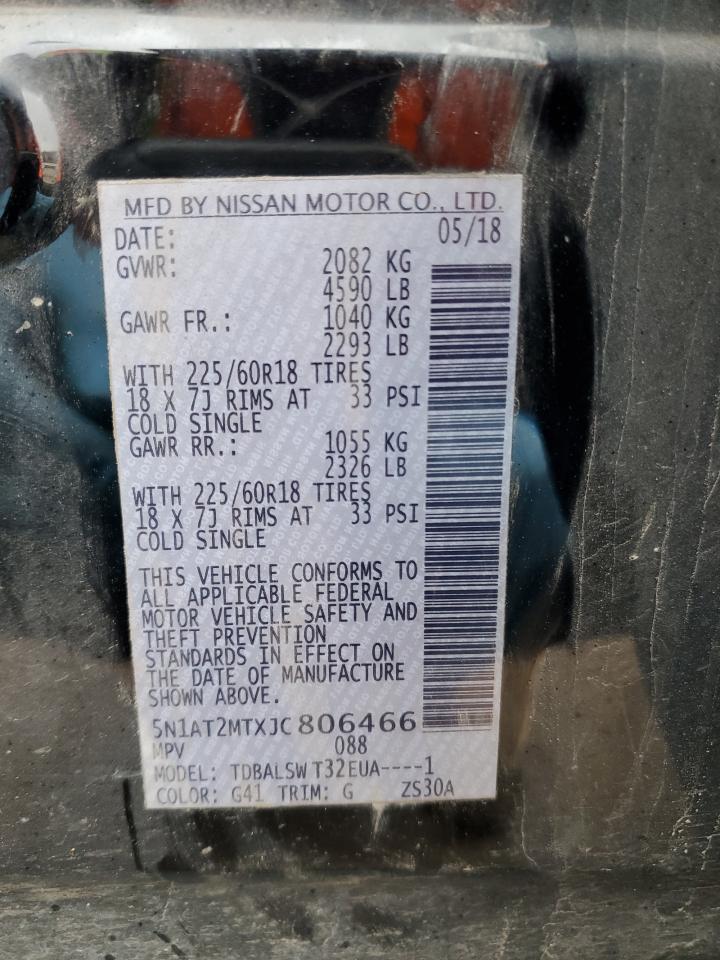 MFD BY NISSAN MOTOR CO., LTD.
DATE: 05/18
GVWR: 2082 KG
4590 LB
GAWR FR.: 1040 KG
2293 LB
WITH 225/60R18 TIRES
18 X 7J RIMS AT 33 PSI
COLD SINGLE
GAWR RR.: 1055 KG
2326 LB
WITH 225/60R18 TIRES
18 X 7J RIMS AT 33 PSI
COLD SINGLE
THIS VEHICLE CONFORMS TO
ALL APPLICABLE FEDERAL
MOTOR VEHICLE SAFETY AND
THEFT PREVENTION
STANDARDS IN EFFECT ON
THE DATE OF MANUFACTURE
SHOWN ABOVE.
5N1AT2MTXJC806466
MPV 088
MODEL: TDBALSW T32EUA----1
COLOR: G41 TRIM: G ZS30A